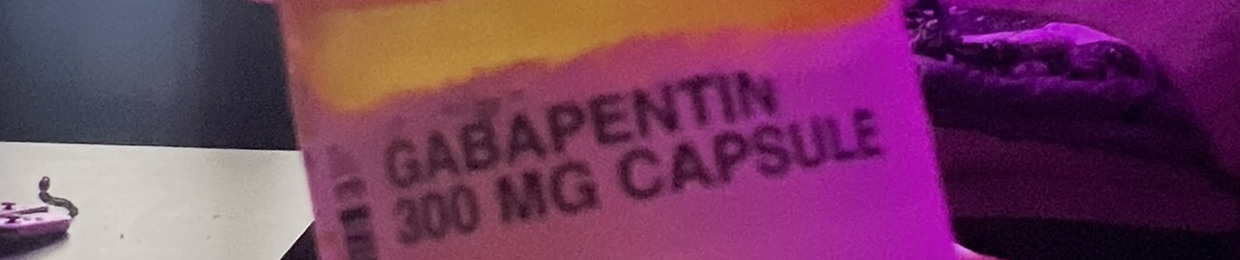 GABAPENTIN
300 MG CAPSULE